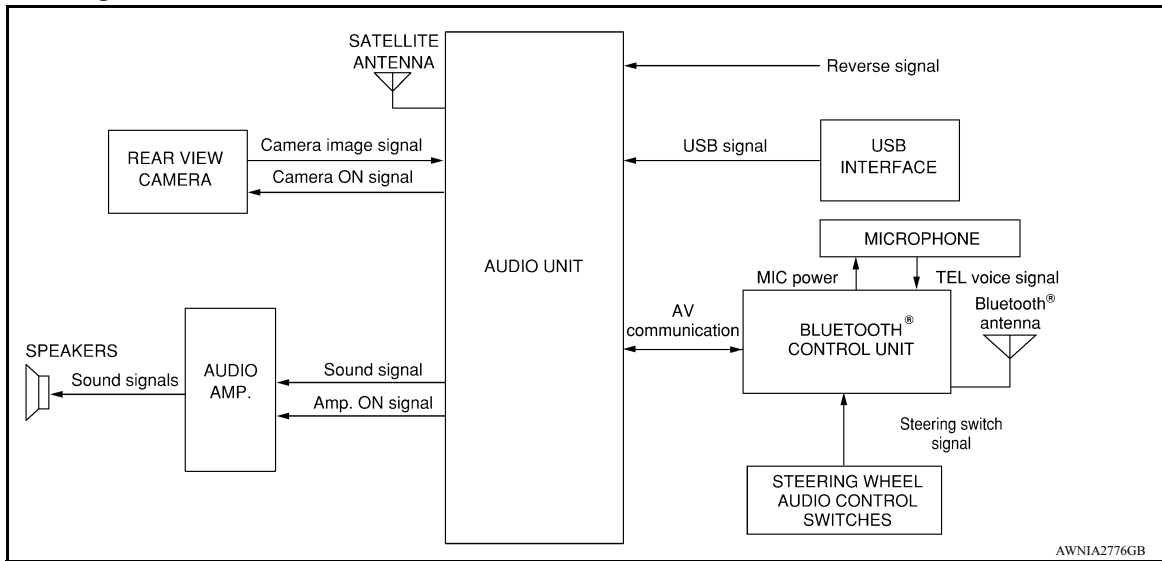 SATELLITE
ANTENNA
Reverse signal
REAR VIEW
CAMERA
Camera image signal
Camera ON signal
USB signal
USB
INTERFACE
MICROPHONE
MIC power
TEL voice signal
AUDIO UNIT
AV
communication
BLUETOOTH®
CONTROL UNIT
Bluetooth®
antenna
SPEAKERS
Sound signals
AUDIO
AMP.
Sound signal
Amp. ON signal
Steering switch
signal
STEERING WHEEL
AUDIO CONTROL
SWITCHES
AWNIA2776GB